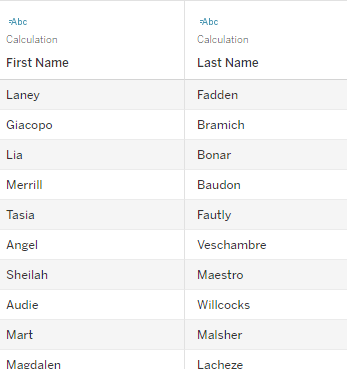 =Abc =Abc
Calculation Calculation
First Name Last Name
Laney Fadden
Giacopo Bramich
Lia Bonar
Merrill Baudon
Tasia Fautly
Angel Veschambre
Sheilah Maestro
Audie Willcocks
Mart Malsher
Magdalen Lacheze